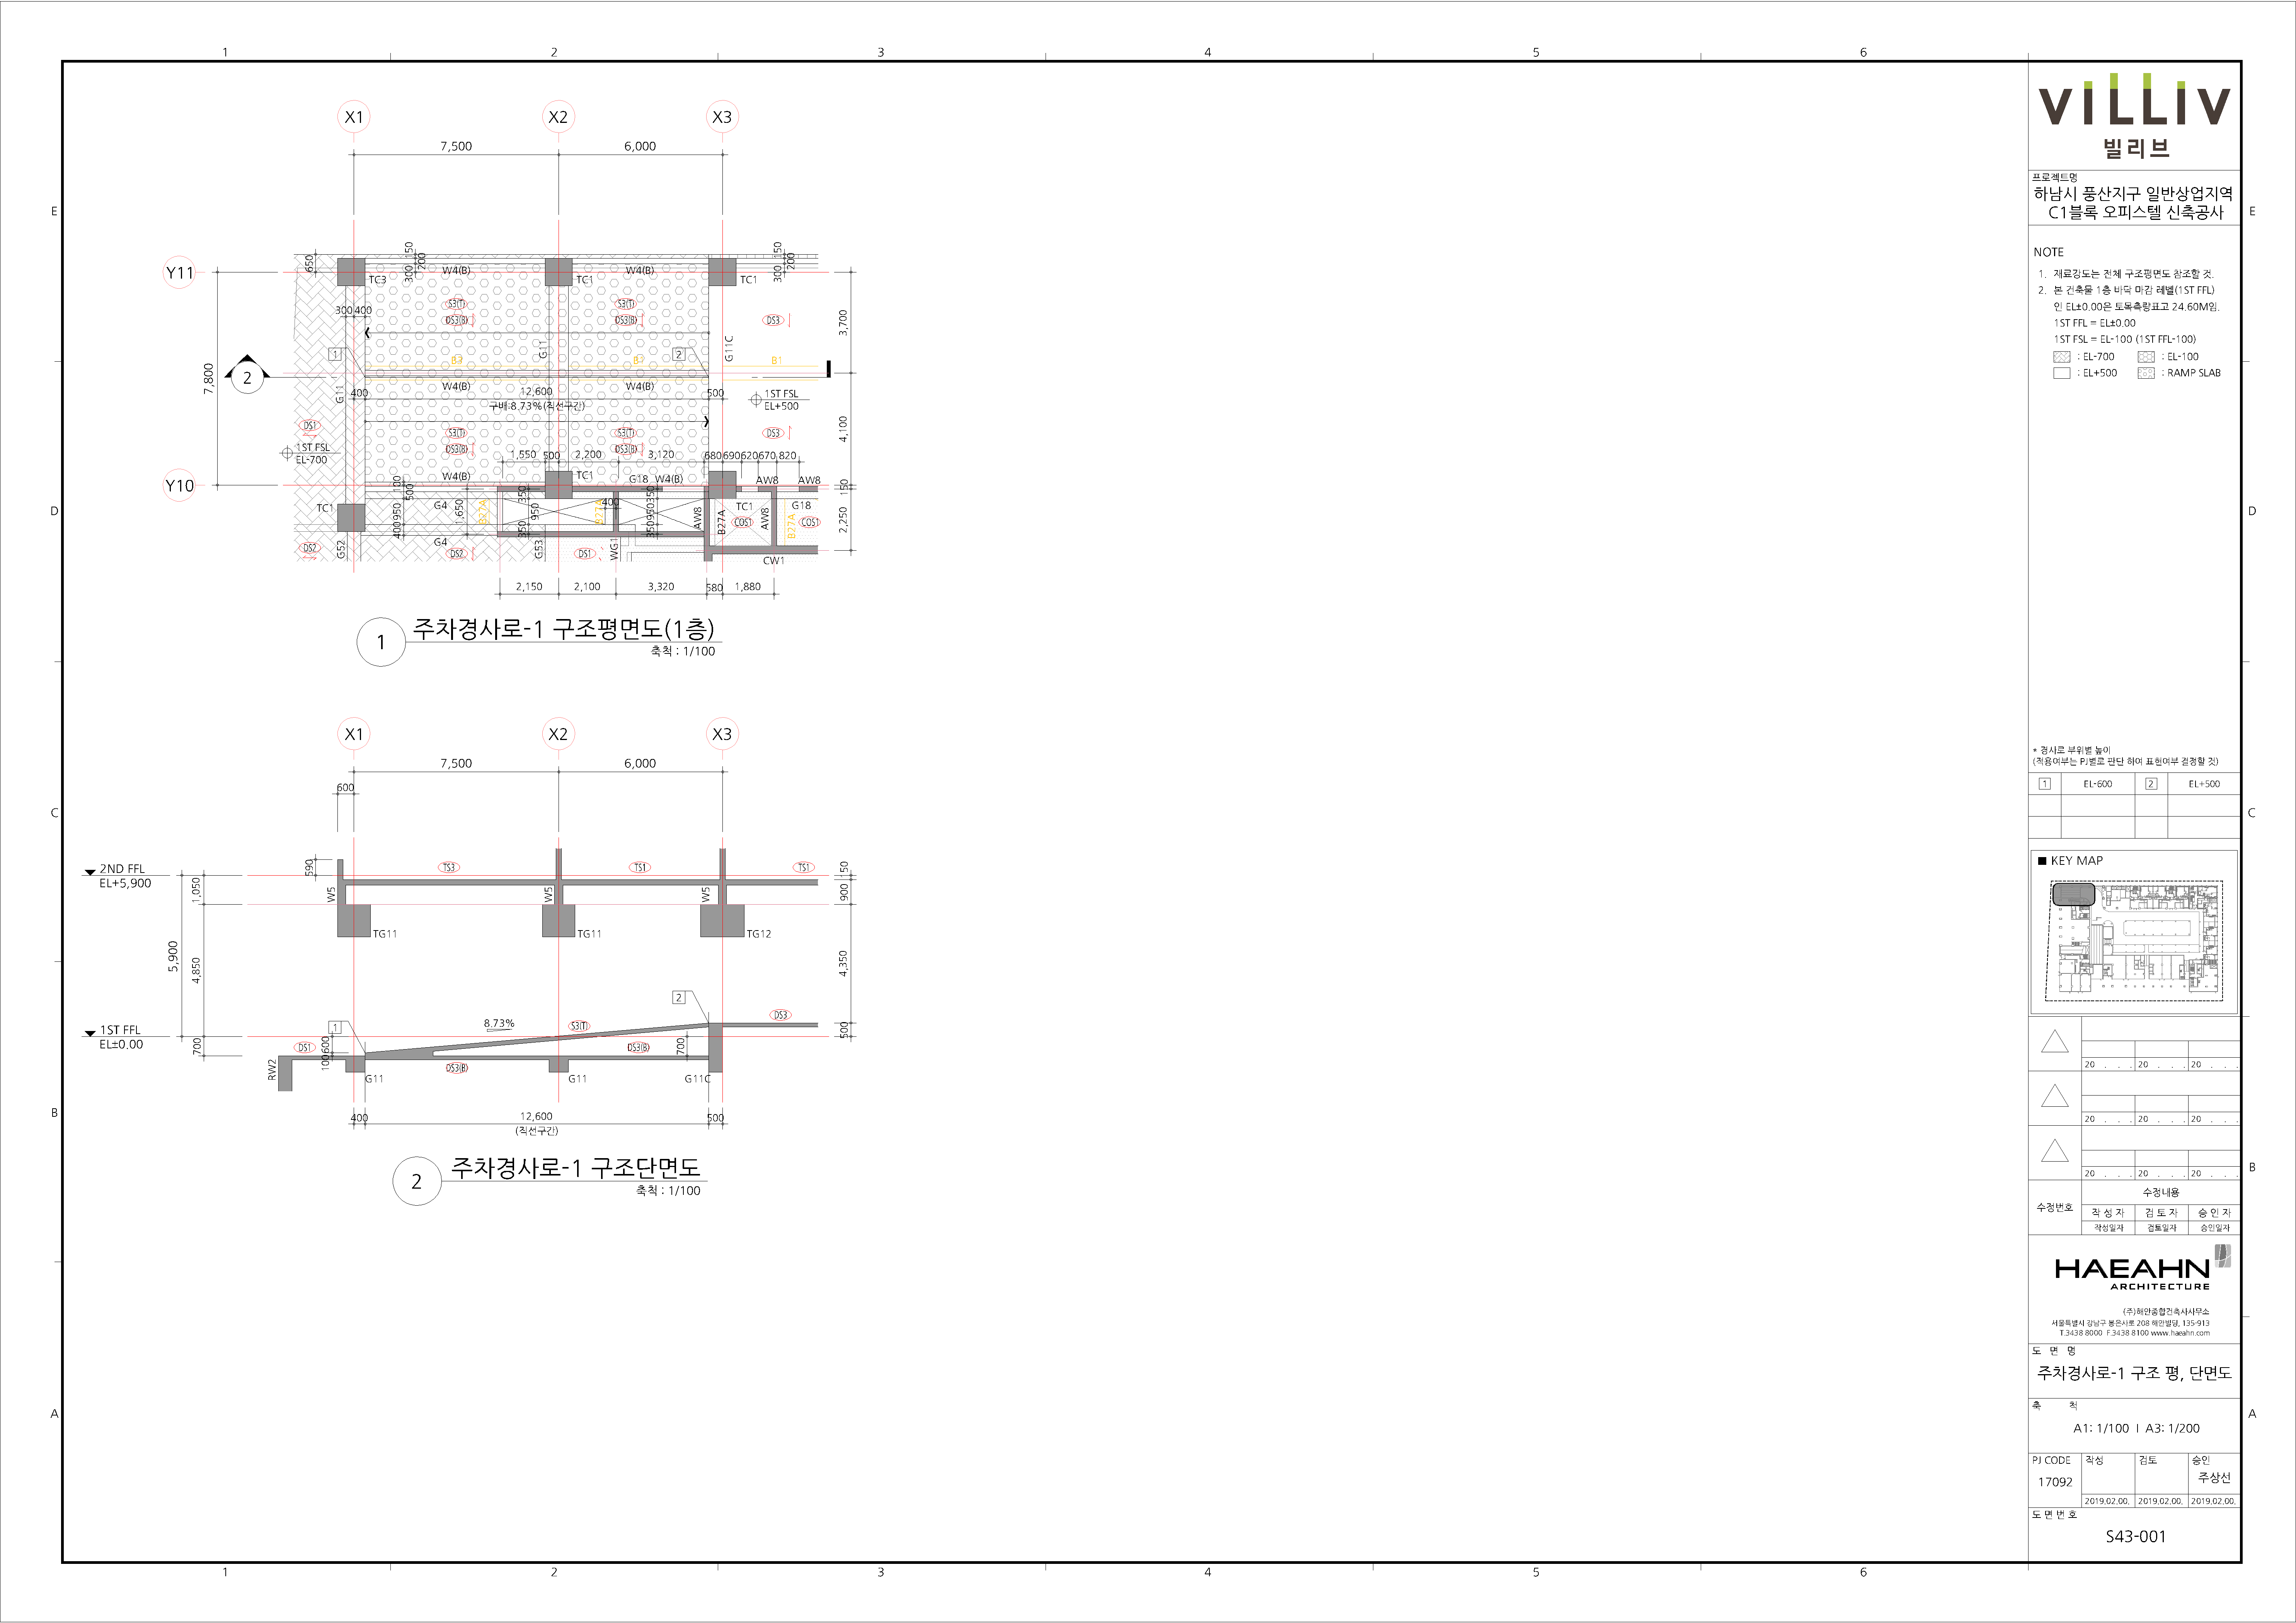 1
2
3
4
5
6
E
D
C
B
A
X1
X2
X3
7,500
6,000
Y11
Y10
7,800
2
650
150
200
300
W4(B)
W4(B)
150
200
300
TC3
TC1
TC1
S3(T)
S3(T)
DS3(B)
DS3(B)
DS3
300
400
3,700
1
G11
2
G11C
B1
B1
B1
W4(B)
W4(B)
G11
400
12,600
500
구배:8.73%(직선구간)
1ST FSL
EL+500
DS1
S3(T)
S3(T)
DS3
4,100
1ST FSL
EL-700
DS3(B)
DS3(B)
1,550
500
2,200
3,120
680
690
620
670
820
W4(B)
TC1
G18
W4(B)
AW8
AW8
100
500
350
350
150
TC1
G4
1,650
B27A
950
B27A
400
950
AW8
B27A
TC1
COS1
AW8
B27A
G18
COS1
2,250
950
400
350
350
DS2
G52
G4
DS2
G53
DS1
WG1
CW1
2,150
2,100
3,320
580
1,880
1
주차경사로-1 구조평면도(1층)
축척 : 1/100
X1
X2
X3
7,500
6,000
600
2ND FFL
EL+5,900
590
TS3
TS1
TS1
150
1,050
W5
W5
W5
900
TG11
TG11
TG12
5,900
4,850
4,350
2
1ST FFL
EL±0.00
1
8.73%
S3(T)
DS3
500
700
DS1
600
100
DS3(B)
700
RW2
DS3(B)
G11
G11
G11C
400
12,600
500
(직선구간)
2
주차경사로-1 구조단면도
축척 : 1/100
VILLIV
빌리브
프로젝트명
하남시 풍산지구 일반상업지역
C1블록 오피스텔 신축공사
NOTE
1. 재료강도는 전체 구조평면도 참조할 것.
2. 본 건축물 1층 바닥 마감 레벨(1ST FFL)
인 EL±0.00은 토목측량표고 24.60M임.
1ST FFL = EL±0.00
1ST FSL = EL-100 (1ST FFL-100)
: EL-700
: EL-100
: EL+500
: RAMP SLAB
* 경사로 부위별 높이
(적용여부는 PJ별로 판단 하여 표현여부 결정할 것)
1
EL-600
2
EL+500
■ KEY MAP
20 . . .
20 . . .
20 . . .
20 . . .
20 . . .
20 . . .
20 . . .
20 . . .
20 . . .
수정번호
수정내용
작 성 자
검 토 자
승 인 자
작성일자
검토일자
승인일자
HAEAHN
ARCHITECTURE
(주)해안종합건축사사무소
서울특별시 강남구 봉은사로 208 해안빌딩, 135-913
T.3438 8000 F.3438 8100 www.haeahn.com
도 면 명
주차경사로-1 구조 평, 단면도
축 척
A1: 1/100 I A3: 1/200
PJ CODE
작성
검토
승인
17092
주상선
2019.02.00.
2019.02.00.
2019.02.00.
도 면 번 호
S43-001
E
D
C
B
A
1
2
3
4
5
6